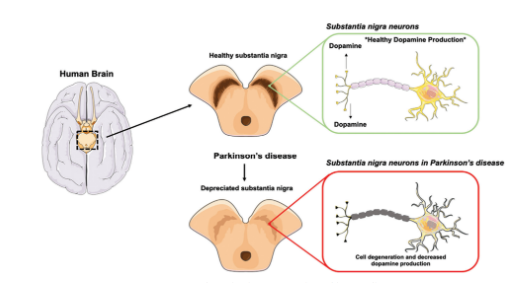 Substantia nigra neurons
"Healthy Dopamine Production"
Dopamine
Healthy substantia nigra
Human Brain
Dopamine
Parkinson's disease
Substantia nigra neurons in Parkinson's disease
Depreciated substantia nigra
Cell degeneration and decreased
dopamine production